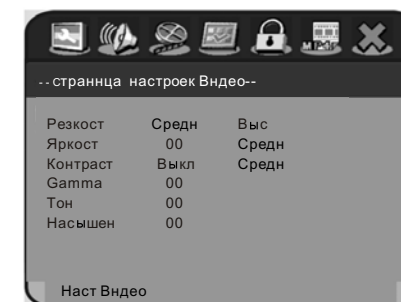 MPEG
--страннца настроек Вндео--
Резкост Средн Выс
Яркост 00 Средн
Контраст Выкл Средн
Gamma 00
Тон 00
Насышен 00
Наст Вндео